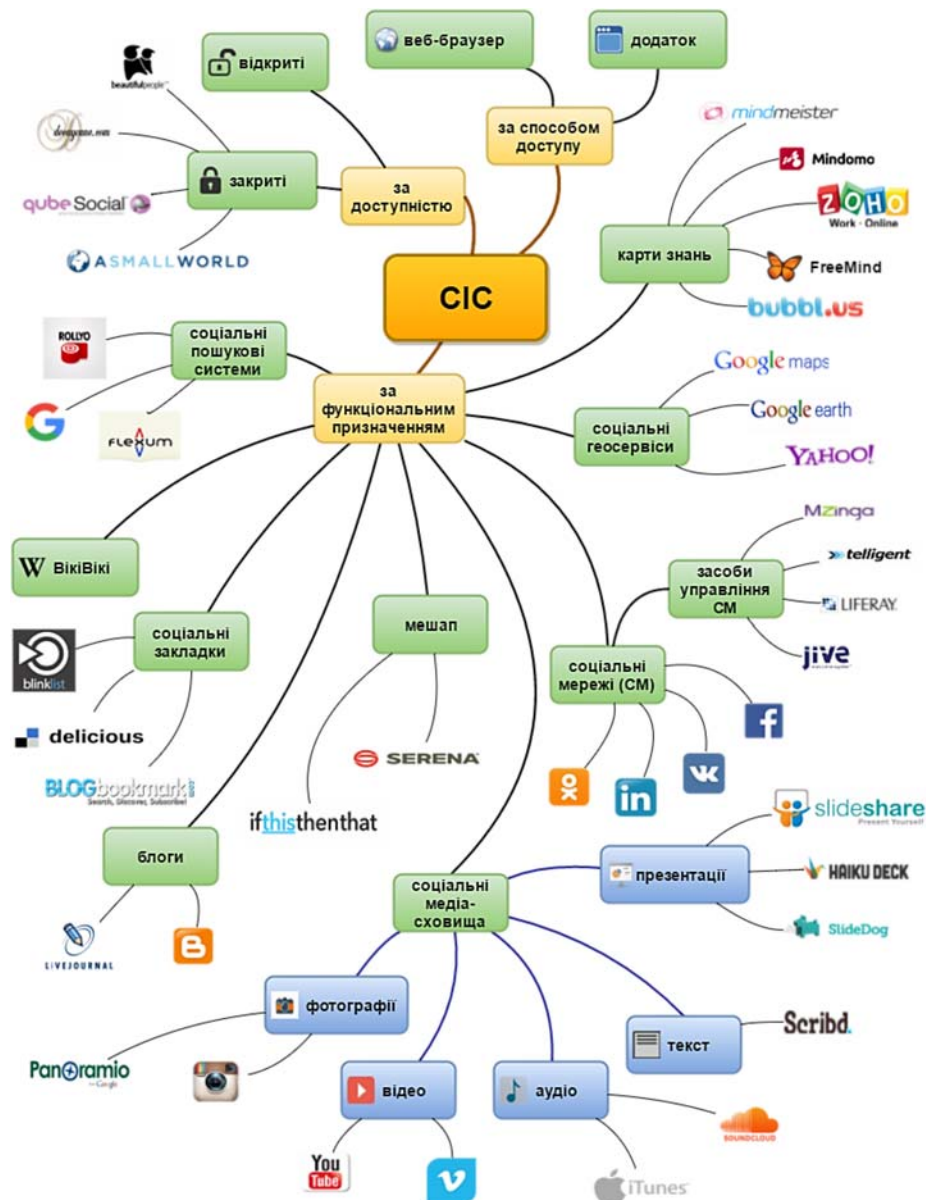 веб-браузер
додаток
відкриті
beautifulpeople
за способом
доступу
mindmeister
Mindomo
закриті
за
доступністю
qube Social
ZOHO
Work · Online
карти знань
ASMALLWORLD
СІС
FreeMind
bubbl.us
ROLLYO
соціальні
пошукові
системи
за
функціональним
призначенням
Google maps
G
FLEXUM
соціальні
геосервіси
Google earth
YAHOO!
Mzinga
W ВікіВікі
засоби
управління
СМ
telligent
LIFERAY.
соціальні
закладки
мешап
blinklist
соціальні
мережі (СМ)
jive
delicious
f
SERENA
BLOGbookmark
.com
Search, Discover, Subscribe!
in
ifthisthenthat
slideshare
Present Yourself
блоги
презентації
HAIKU DECK
соціальні
медіа-
сховища
LIVEJOURNAL
B
SlideDog
фотографії
Scribd.
текст
Panoramio
відео
аудіо
SOUNDCLOUD
You
Tube
v
iTunes